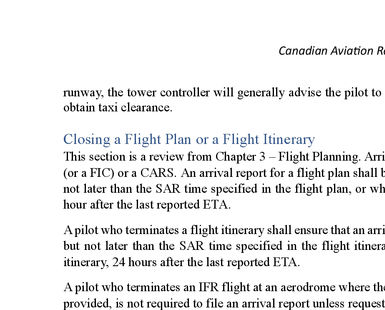 Canadian Aviation R
runway, the tower controller will generally advise the pilot to
obtain taxi clearance.
Closing a Flight Plan or a Flight Itinerary
This section is a review from Chapter 3 – Flight Planning. Arri
(or a FIC) or a CARS. An arrival report for a flight plan shall b
not later than the SAR time specified in the flight plan, or wh
hour after the last reported ETA.
A pilot who terminates a flight itinerary shall ensure that an arri
but not later than the SAR time specified in the flight itinera
itinerary, 24 hours after the last reported ETA.
A pilot who terminates an IFR flight at an aerodrome where the
provided, is not required to file an arrival report unless request